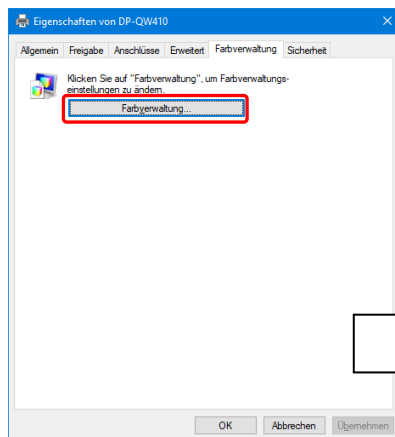 Eigenschaften von DP-QW410
Allgemein Freigabe Anschlüsse Erweitert Farbverwaltung Sicherheit
Klicken Sie auf "Farbverwaltung", um Farbverwaltungs-
einstellungen zu ändern.
Farbverwaltung...
OK Abbrechen Übernehmen